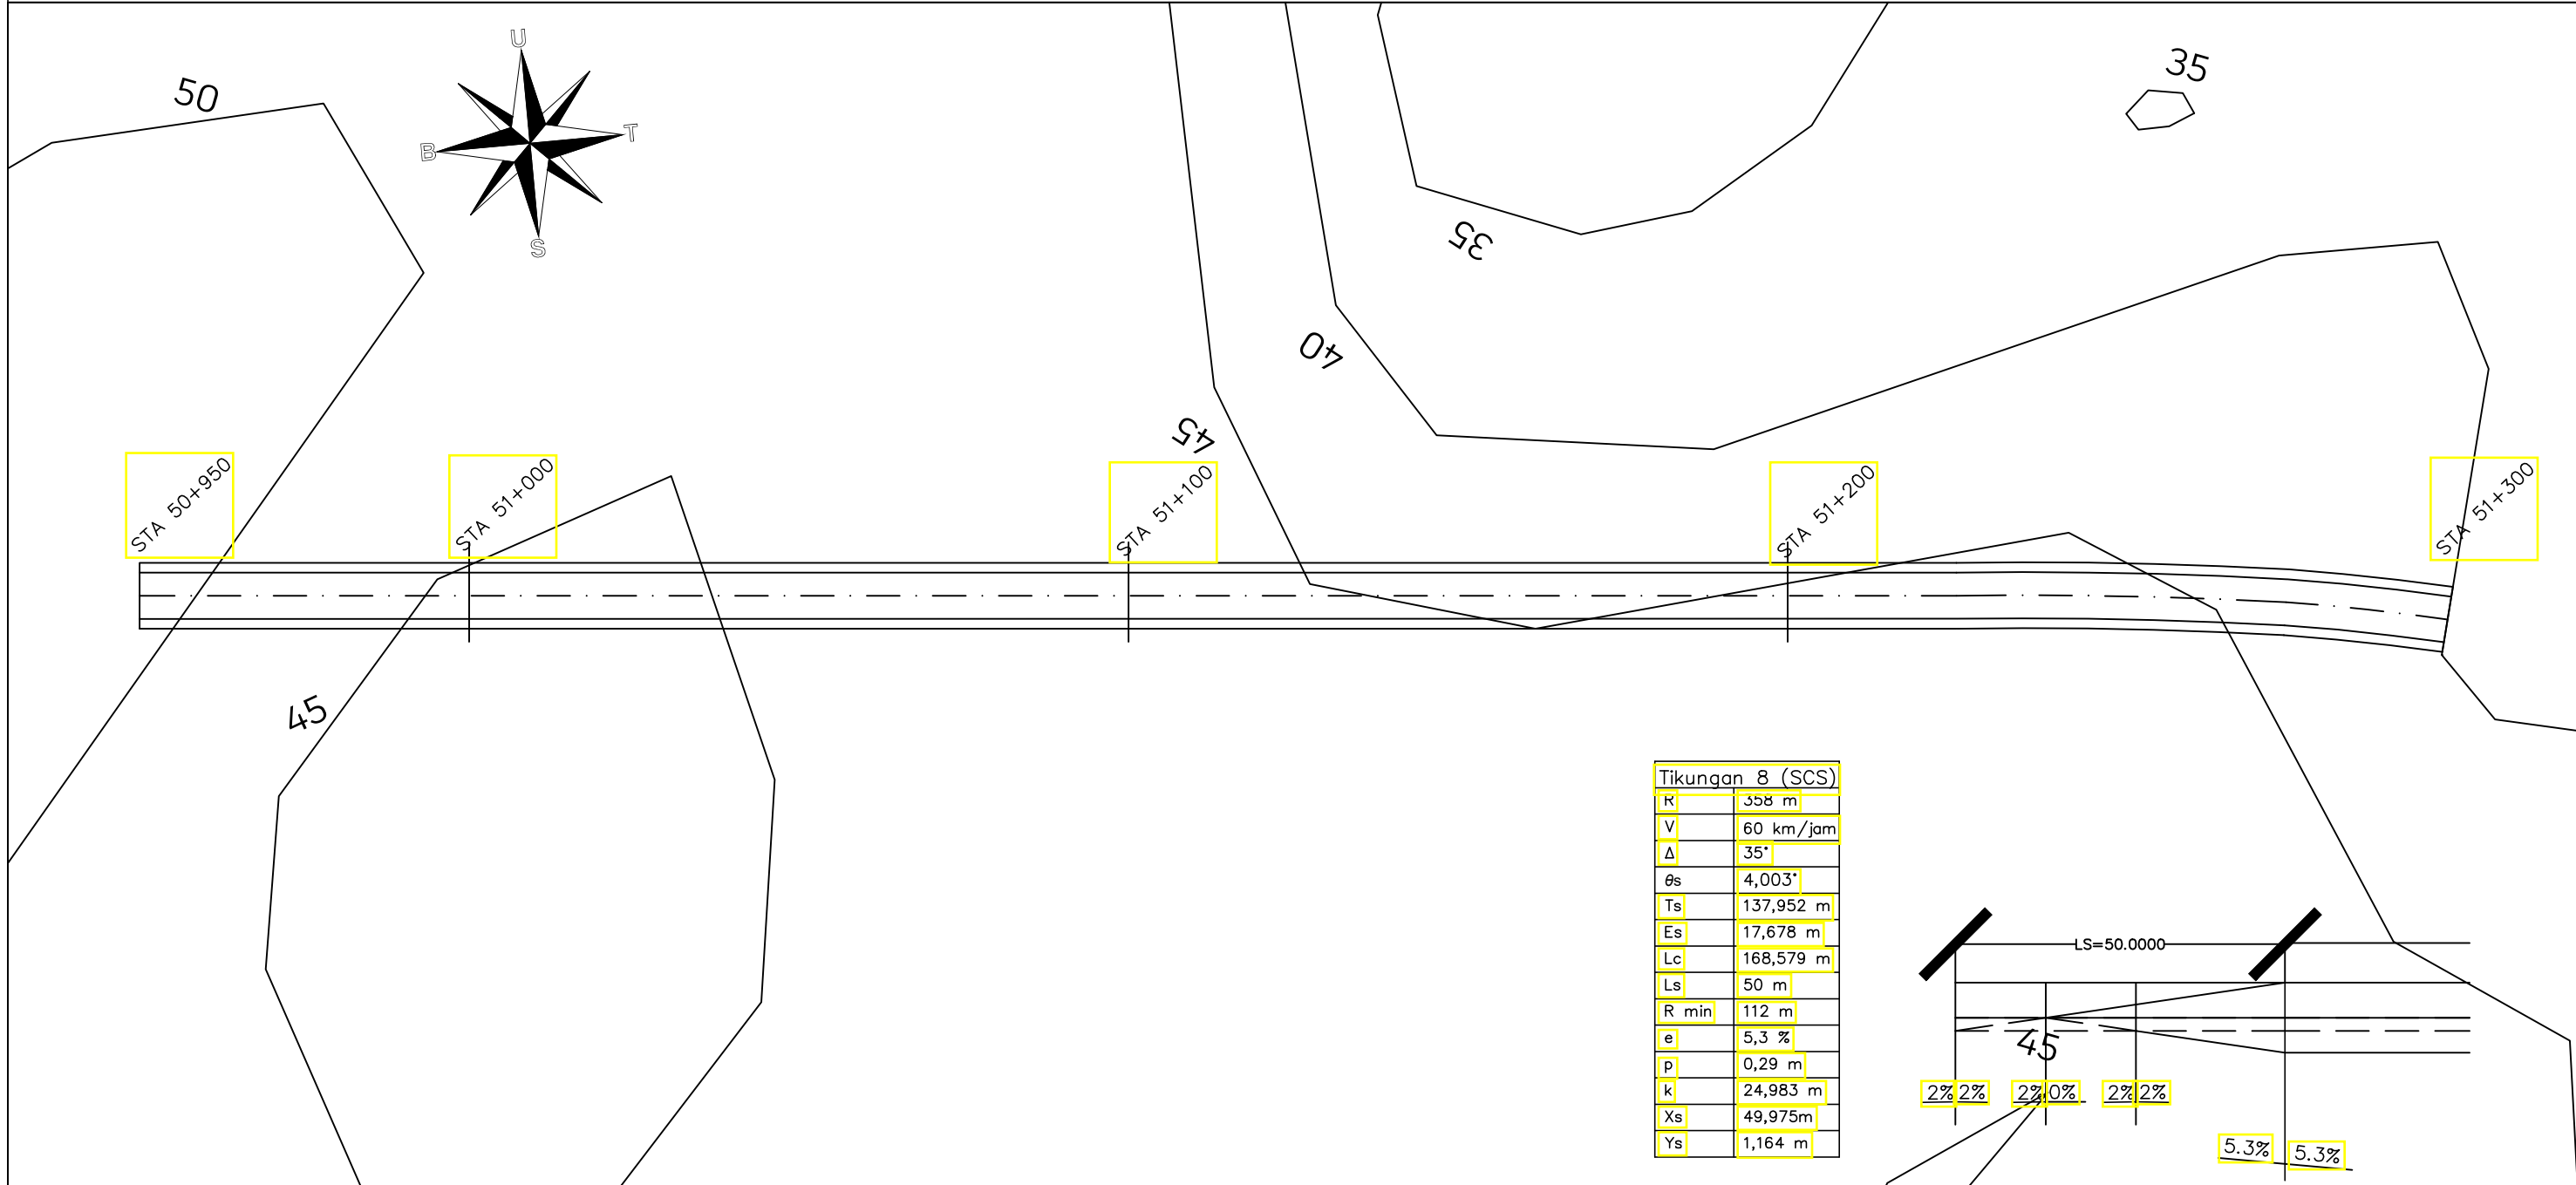 U
B
T
S
50
35
35
40
45
STA 50+950
STA 51+000
STA 51+100
STA 51+200
STA 51+300
45
Tikungan 8 (SCS)
R 358 m
V 60 km/jam
Δ 35°
θs 4,003°
Ts 137,952 m
Es 17,678 m
Lc 168,579 m
Ls 50 m
R min 112 m
e 5,3 %
p 0,29 m
k 24,983 m
Xs 49,975m
Ys 1,164 m
LS=50.0000
45
2% 2% 2% 0% 2% 2%
5.3% 5.3%